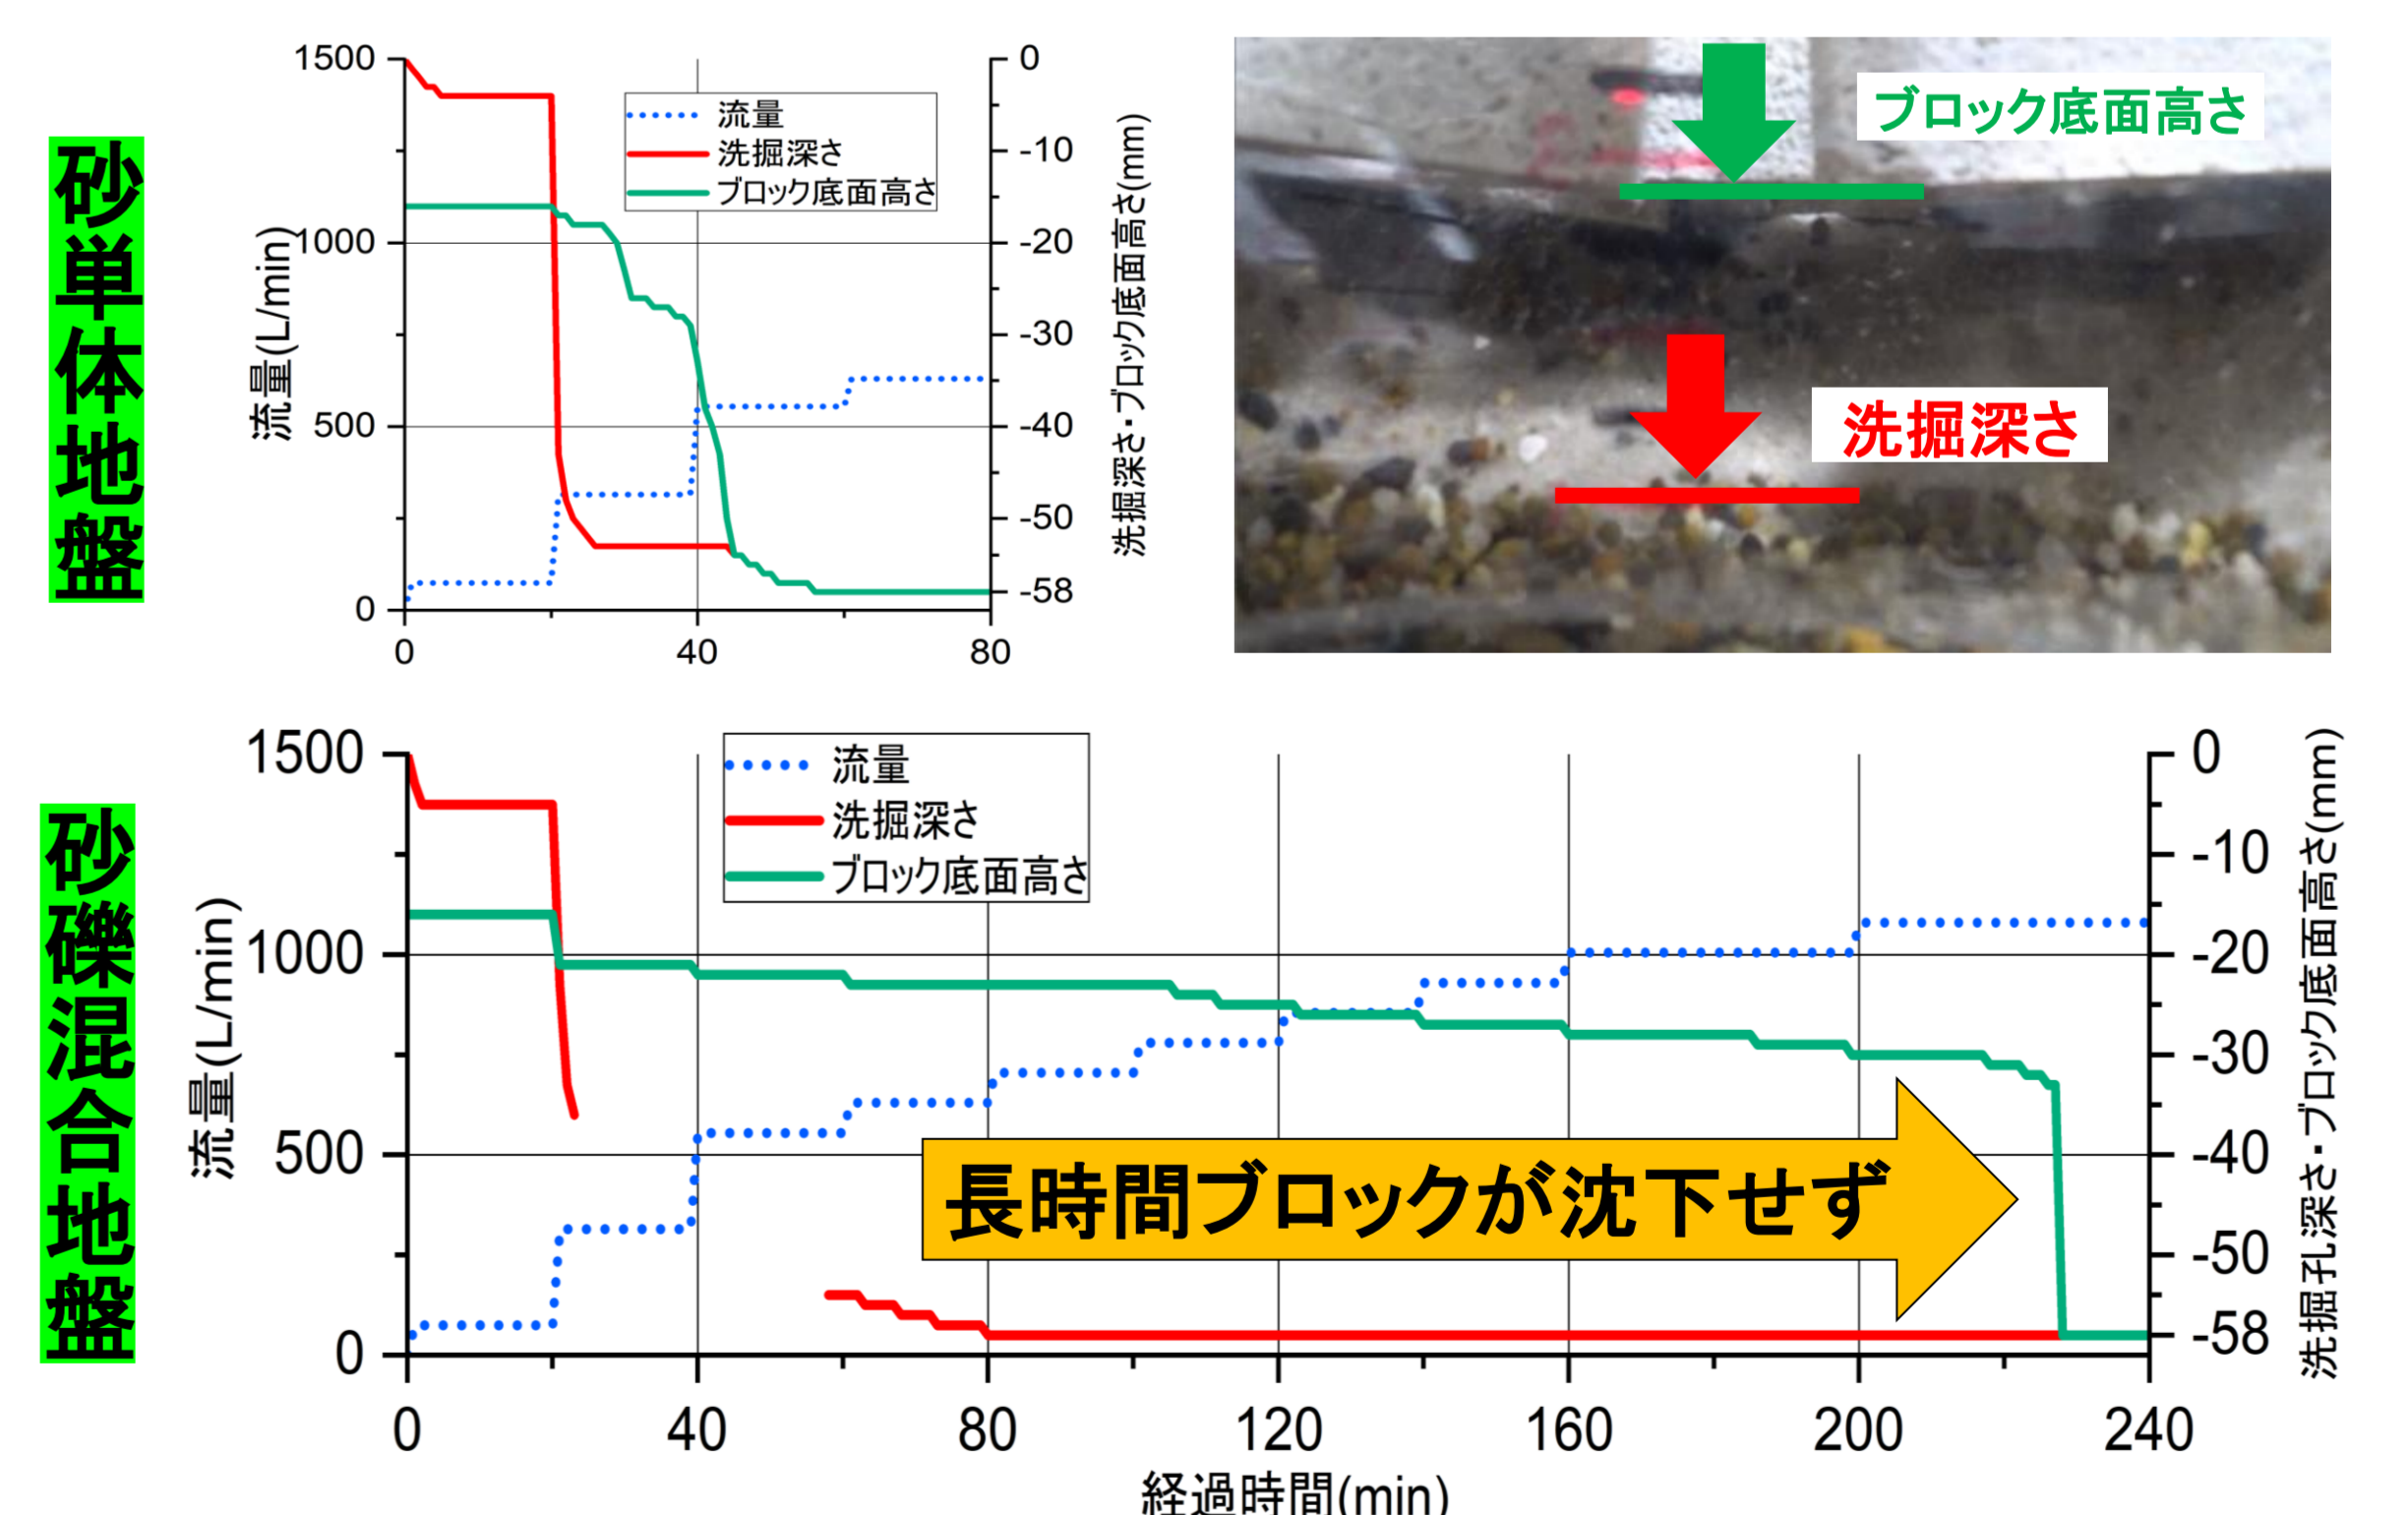 砂単体地盤
1500
1000
500
0
流量(L/min)
流量
洗掘深さ
ブロック底面高さ
0
-10
-20
-30
-40
-50
-58
洗掘深さ・ブロック底面高さ(mm)
0
40
80
ブロック底面高さ
洗掘深さ
砂礫混合地盤
1500
1000
500
0
流量(L/min)
流量
洗掘深さ
ブロック底面高さ
長時間ブロックが沈下せず
0
-10
-20
-30
-40
-50
-58
洗掘孔深さ・ブロック底面高さ(mm)
0
40
80
120
160
200
240
経過時間(min)